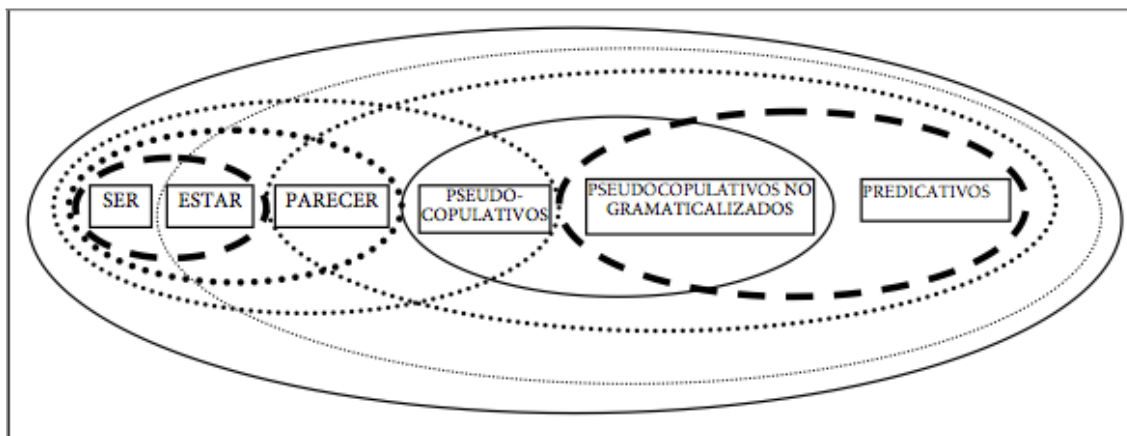 SER
ESTAR
PARECER
PSEUDO-
COPULATIVOS
PSEUDOCOPULATIVOS NO
GRAMATICALIZADOS
PREDICATIVOS